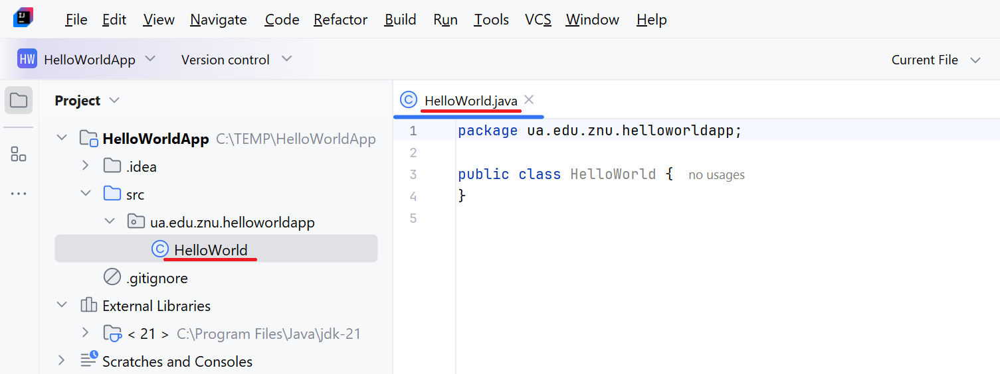 File Edit View Navigate Code Refactor Build Run Tools VCS Window Help
HW HelloWorldApp Version control Current File
Project
HelloWorldApp C:\TEMP\HelloWorldApp
.idea
src
ua.edu.znu.helloworldapp
HelloWorld
.gitignore
External Libraries
< 21 > C:\Program Files\Java\jdk-21
Scratches and Consoles
HelloWorld.java
1 package ua.edu.znu.helloworldapp;
2
3 public class HelloWorld { no usages
4 }
5